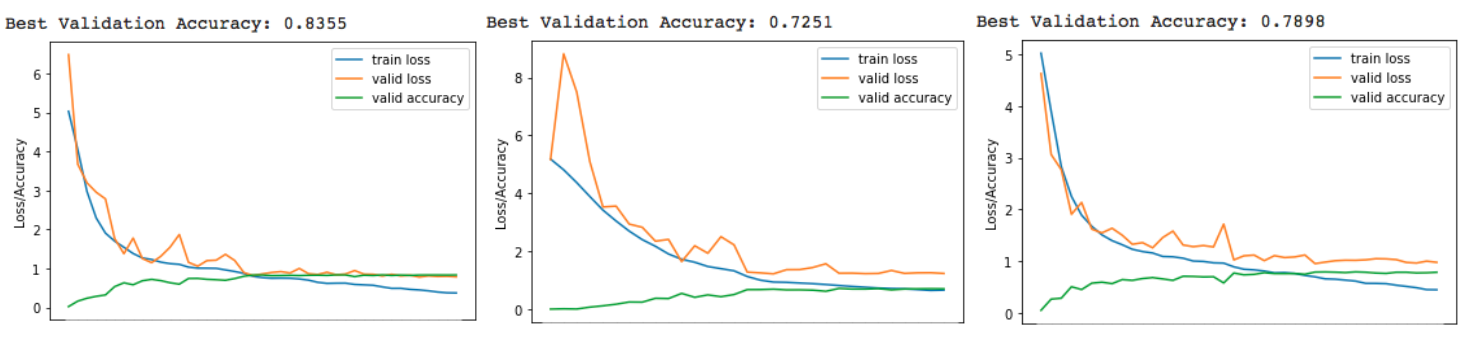 Best Validation Accuracy: 0.8355
train loss
valid loss
valid accuracy
6
5
4
3
2
1
0
Loss/Accuracy
Best Validation Accuracy: 0.7251
train loss
valid loss
valid accuracy
8
6
4
2
0
Loss/Accuracy
Best Validation Accuracy: 0.7898
train loss
valid loss
valid accuracy
5
4
3
2
1
0
Loss/Accuracy